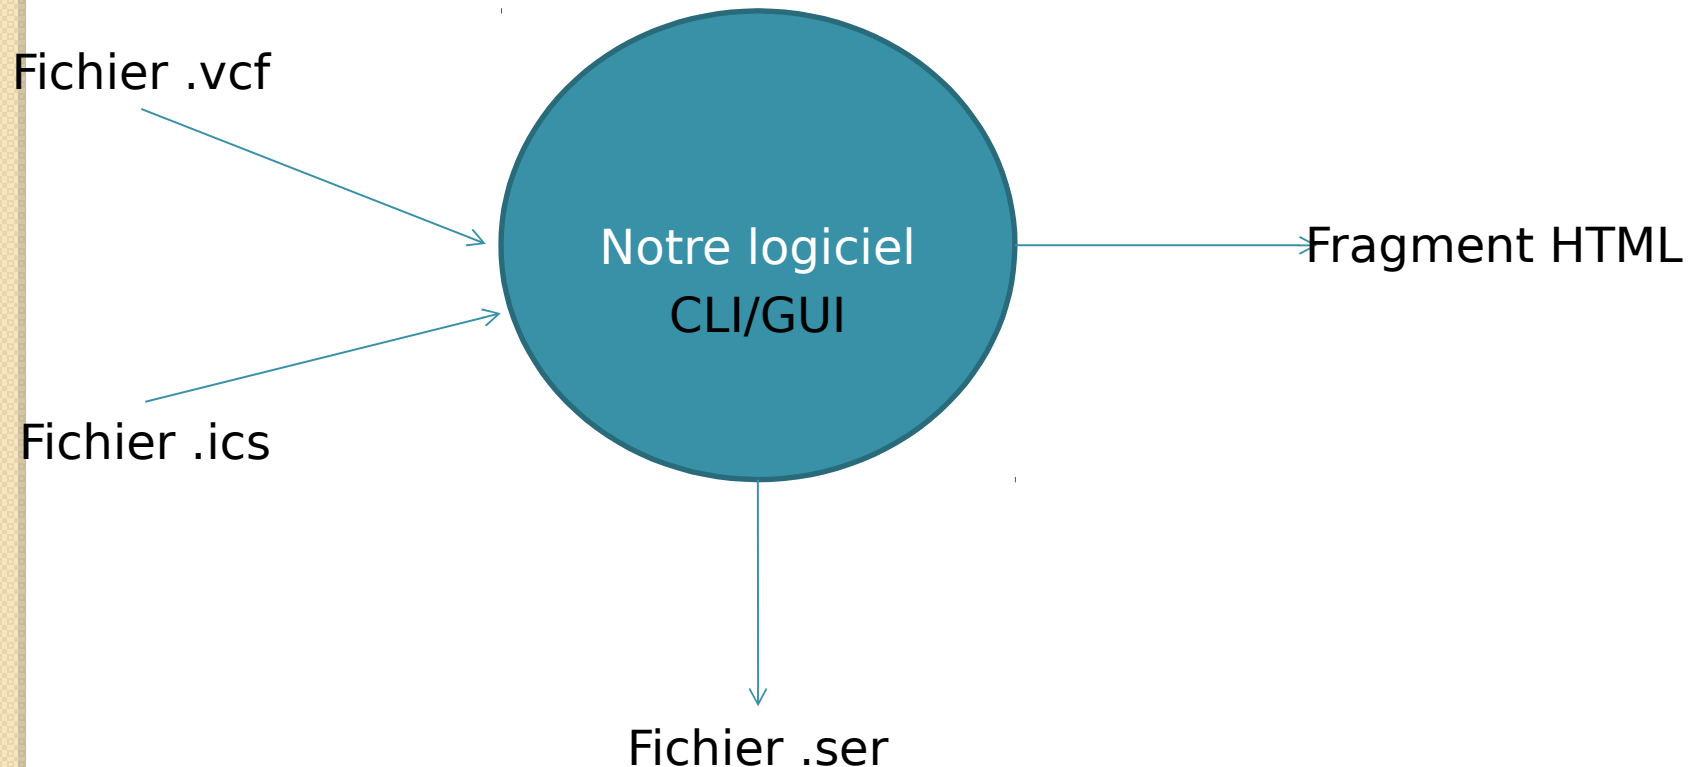 Fichier .vcf
Notre logiciel
CLI/GUI
Fragment HTML
Fichier .ics
Fichier .ser